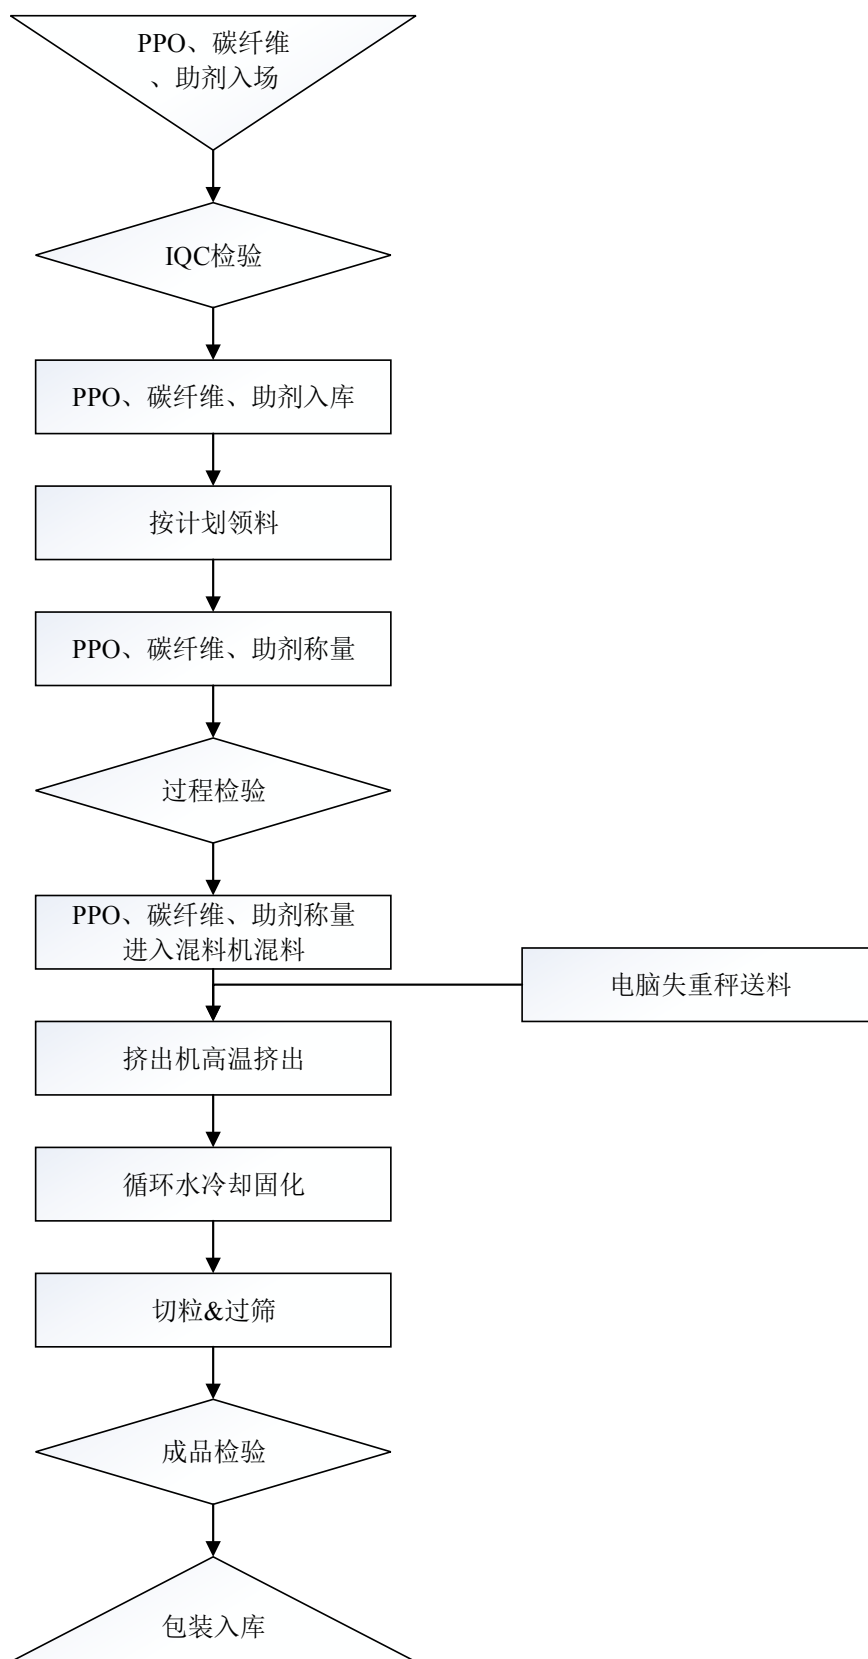 PPO、碳纤维
、助剂入场
IQC检验
PPO、碳纤维、助剂入库
按计划领料
PPO、碳纤维、助剂称量
过程检验
PPO、碳纤维、助剂称量
进入混料机混料
电脑失重秤送料
挤出机高温挤出
循环水冷却固化
切粒&过筛
成品检验
包装入库